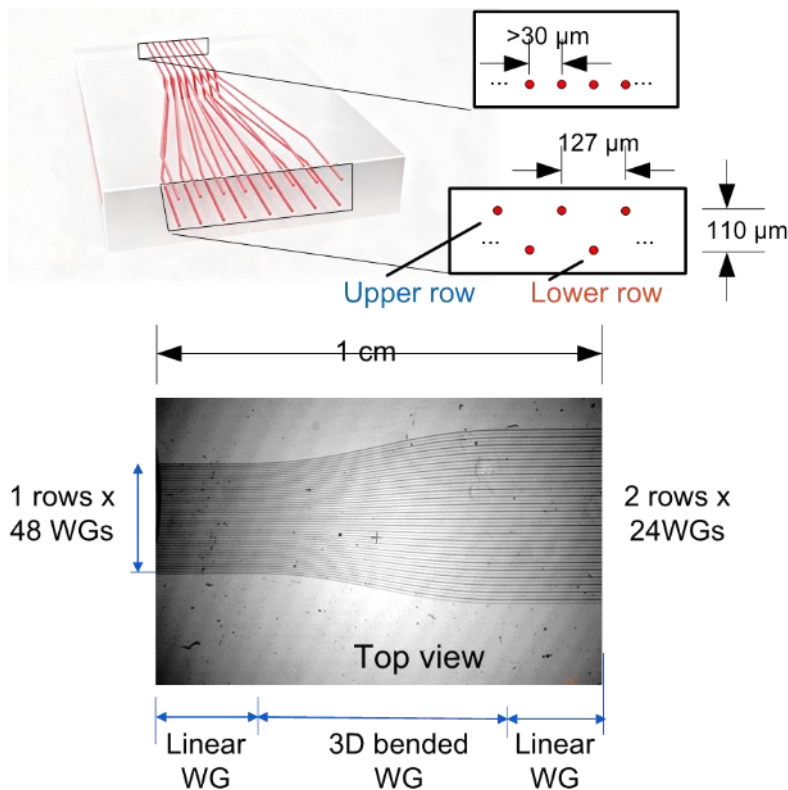 >30 µm
... ...
127 µm
... ...
110 µm
Upper row
Lower row
1 cm
1 rows x
48 WGs
2 rows x
24WGs
Top view
Linear
WG
3D bended
WG
Linear
WG